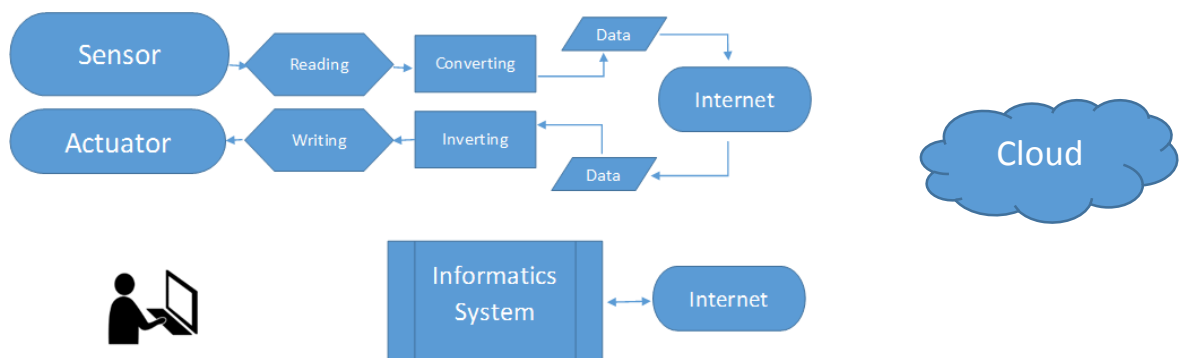 Sensor
Reading
Converting
Data
Internet
Actuator
Writing
Inverting
Data
Cloud
Informatics
System
Internet